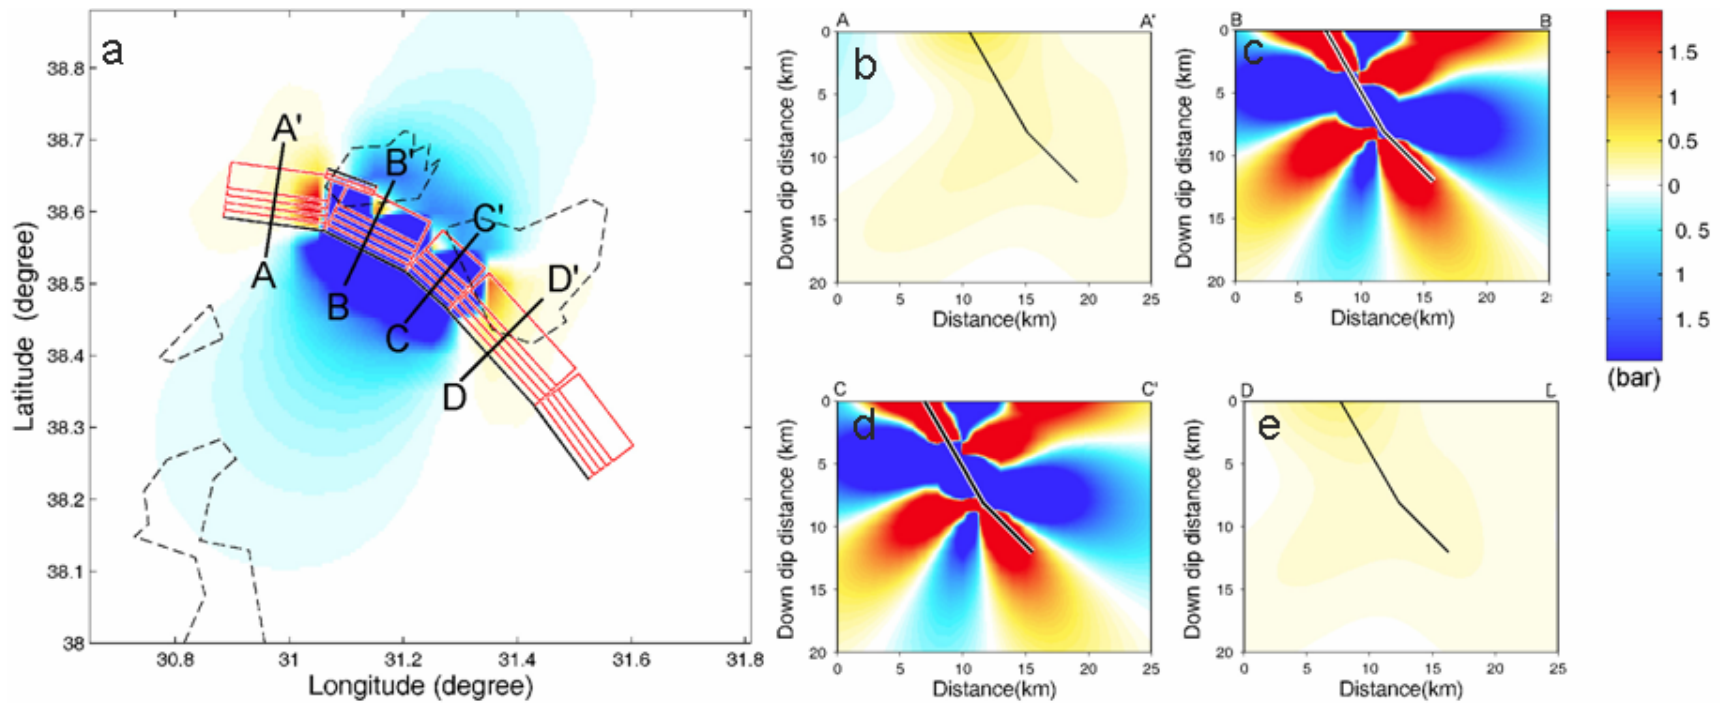 a
38.8
38.7
38.6
38.5
38.4
38.3
38.2
38.1
38
30.8
31
31.2
31.4
31.6
31.8
Latitude (degree)
Longitude (degree)
A'
A
B'
B
C'
C
D'
D
A
A'
b
0
5
10
15
20
0
5
10
15
20
25
Down dip distance (km)
Distance(km)
B
B
c
0
5
10
15
20
0
5
10
15
20
2:
Down dip distance (km)
Distance(km)
1.5
1
0.5
0
0.5
1
1.5
(bar)
C
C'
d
0
5
10
15
20
0
5
10
15
20
25
Down dip distance (km)
Distance(km)
D
e
0
5
10
15
20
0
5
10
15
20
25
Down dip distance (km)
Distance(km)